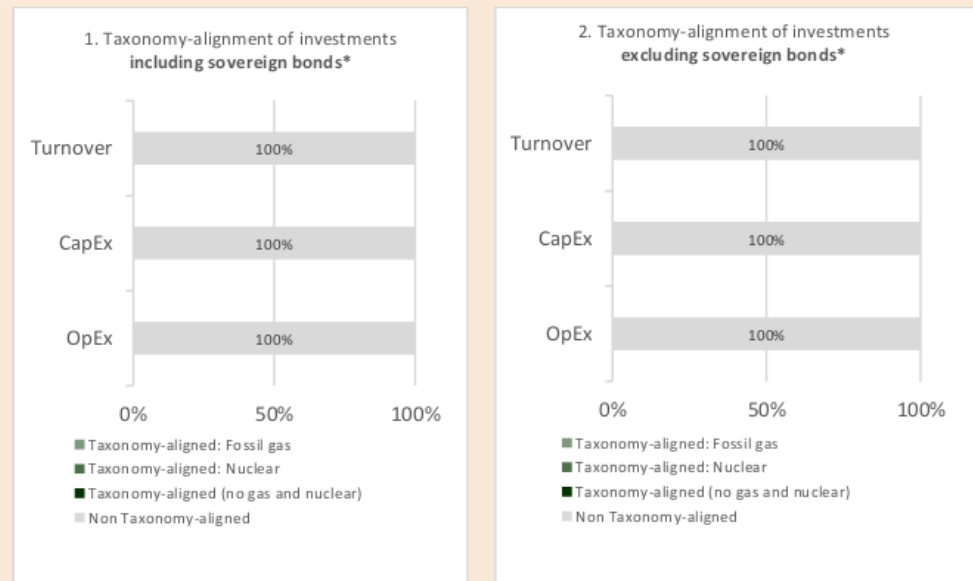 1. Taxonomy-alignment of investments
including sovereign bonds*
Turnover
100%
CapEx
100%
OpEx
100%
0%
50%
100%
Taxonomy-aligned: Fossil gas
Taxonomy-aligned: Nuclear
Taxonomy-aligned (no gas and nuclear)
Non Taxonomy-aligned
2. Taxonomy-alignment of investments
excluding sovereign bonds*
Turnover
100%
CapEx
100%
OpEx
100%
0%
50%
100%
Taxonomy-aligned: Fossil gas
Taxonomy-aligned: Nuclear
Taxonomy-aligned (no gas and nuclear)
Non Taxonomy-aligned